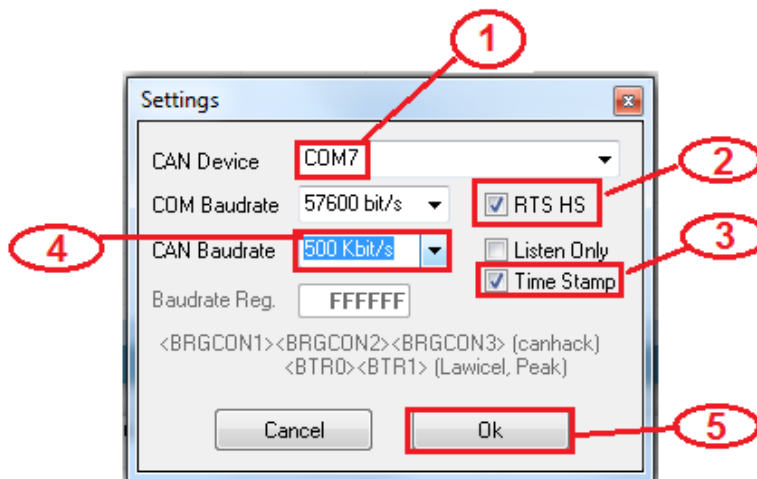 1
Settings
CAN Device COM7
2
COM Baudrate 57600 bit/s RTS HS
4
CAN Baudrate 500 Kbit/s Listen Only
3
Time Stamp
Baudrate Reg. FFFFFF
<BRGCON1><BRGCON2><BRGCON3> (canhack)
<BTR0><BTR1> (Lawicel, Peak)
Cancel Ok
5